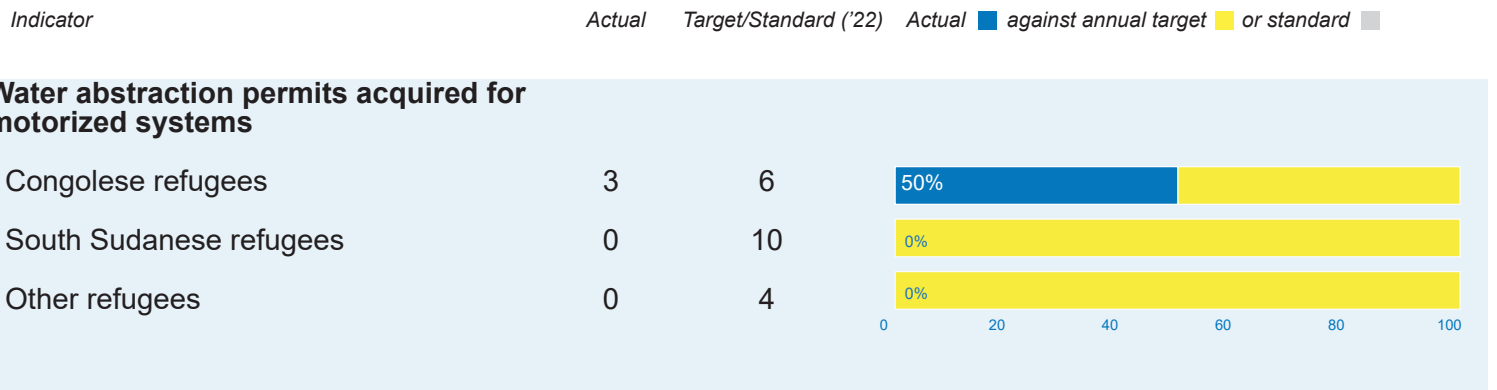 Indicator Actual Target/Standard (’22) Actual against annual target or standard
Water abstraction permits acquired for
motorized systems
Congolese refugees 3 6 50%
South Sudanese refugees 0 10 0%
Other refugees 0 4 0%
0 20 40 60 80 100